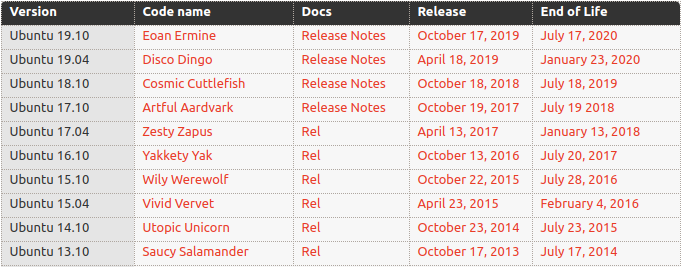 Version Code name Docs Release End of Life
Ubuntu 19.10 Eoan Ermine Release Notes October 17, 2019 July 17, 2020
Ubuntu 19.04 Disco Dingo Release Notes April 18, 2019 January 23, 2020
Ubuntu 18.10 Cosmic Cuttlefish Release Notes October 18, 2018 July 18, 2019
Ubuntu 17.10 Artful Aardvark Release Notes October 19, 2017 July 19 2018
Ubuntu 17.04 Zesty Zapus Rel April 13, 2017 January 13, 2018
Ubuntu 16.10 Yakkety Yak Rel October 13, 2016 July 20, 2017
Ubuntu 15.10 Wily Werewolf Rel October 22, 2015 July 28, 2016
Ubuntu 15.04 Vivid Vervet Rel April 23, 2015 February 4, 2016
Ubuntu 14.10 Utopic Unicorn Rel October 23, 2014 July 23, 2015
Ubuntu 13.10 Saucy Salamander Rel October 17, 2013 July 17, 2014